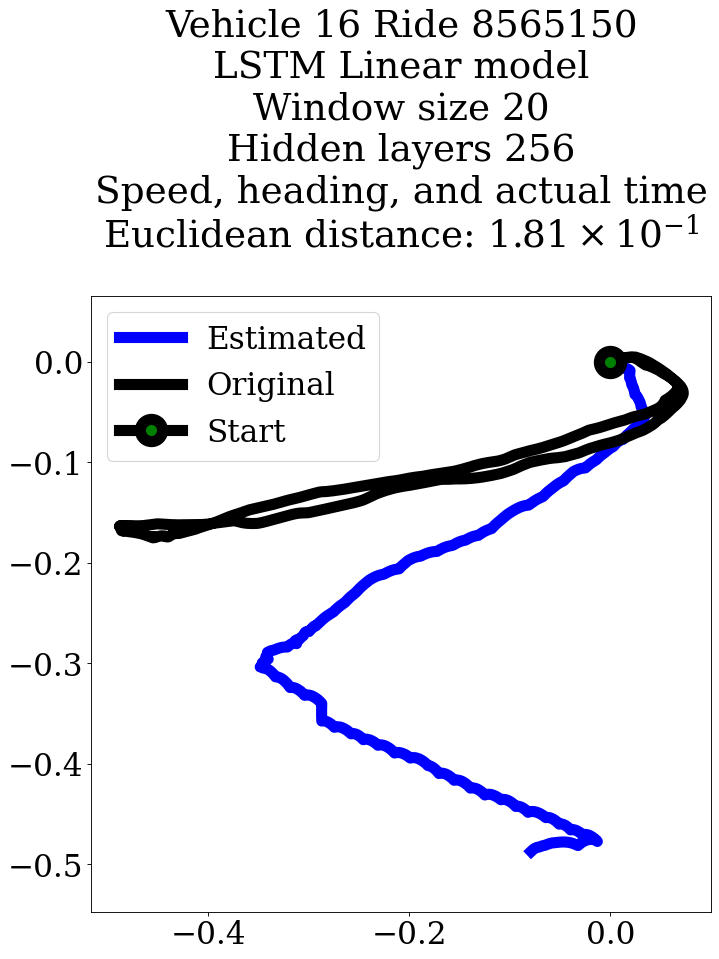 Vehicle 16 Ride 8565150
LSTM Linear model
Window size 20
Hidden layers 256
Speed, heading, and actual time
Euclidean distance: 1.81 × 10⁻¹
Estimated
Original
Start
0.0
−0.1
−0.2
−0.3
−0.4
−0.5
−0.4
−0.2
0.0